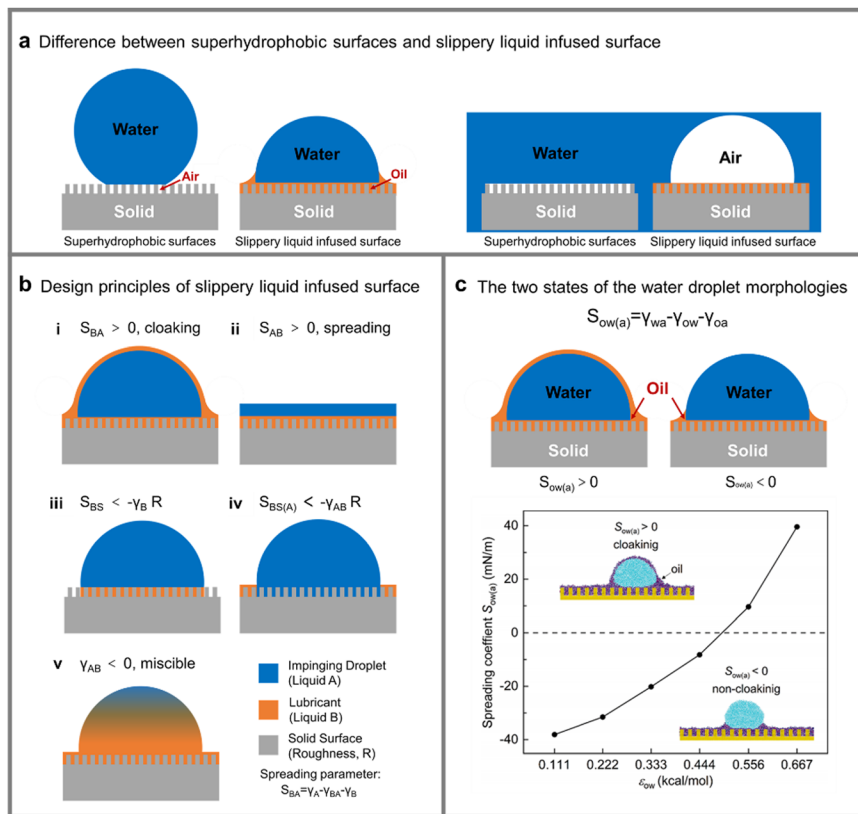 a Difference between superhydrophobic surfaces and slippery liquid infused surface
Water
Air
Solid
Superhydrophobic surfaces
Water
Oil
Solid
Slippery liquid infused surface
Water
Solid
Superhydrophobic surfaces
Air
Solid
Slippery liquid infused surface
b Design principles of slippery liquid infused surface
i S_BA > 0, cloaking
ii S_AB > 0, spreading
iii S_BS < -γ_B R
iv S_BS(A) < -γ_AB R
v γ_AB < 0, miscible
Impinging Droplet
(Liquid A)
Lubricant
(Liquid B)
Solid Surface
(Roughness, R)
Spreading parameter:
S_BA=γ_A-γ_BA-γ_B
c The two states of the water droplet morphologies
S_ow(a)=γ_wa-γ_ow-γ_oa
Water
Oil
Water
Solid
Solid
S_ow(a) > 0
S_ow(a) < 0
Spreading coeffient S_ow(a) (mN/m)
40
20
0
-20
-40
S_ow(a) > 0
cloakinig
oil
S_ow(a) < 0
non-cloakinig
0.111 0.222 0.333 0.444 0.556 0.667
ε_ow (kcal/mol)